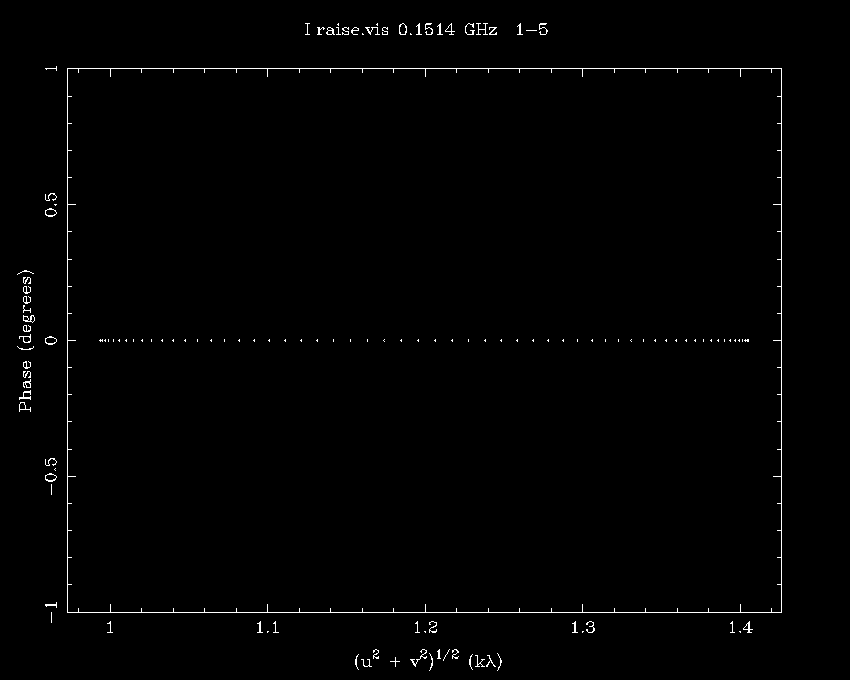 I raise.vis 0.1514 GHz 1−5
1
0.5
0
−0.5
−1
Phase (degrees)
1 1.1 1.2 1.3 1.4
(u² + v²)^1/2 (kλ)